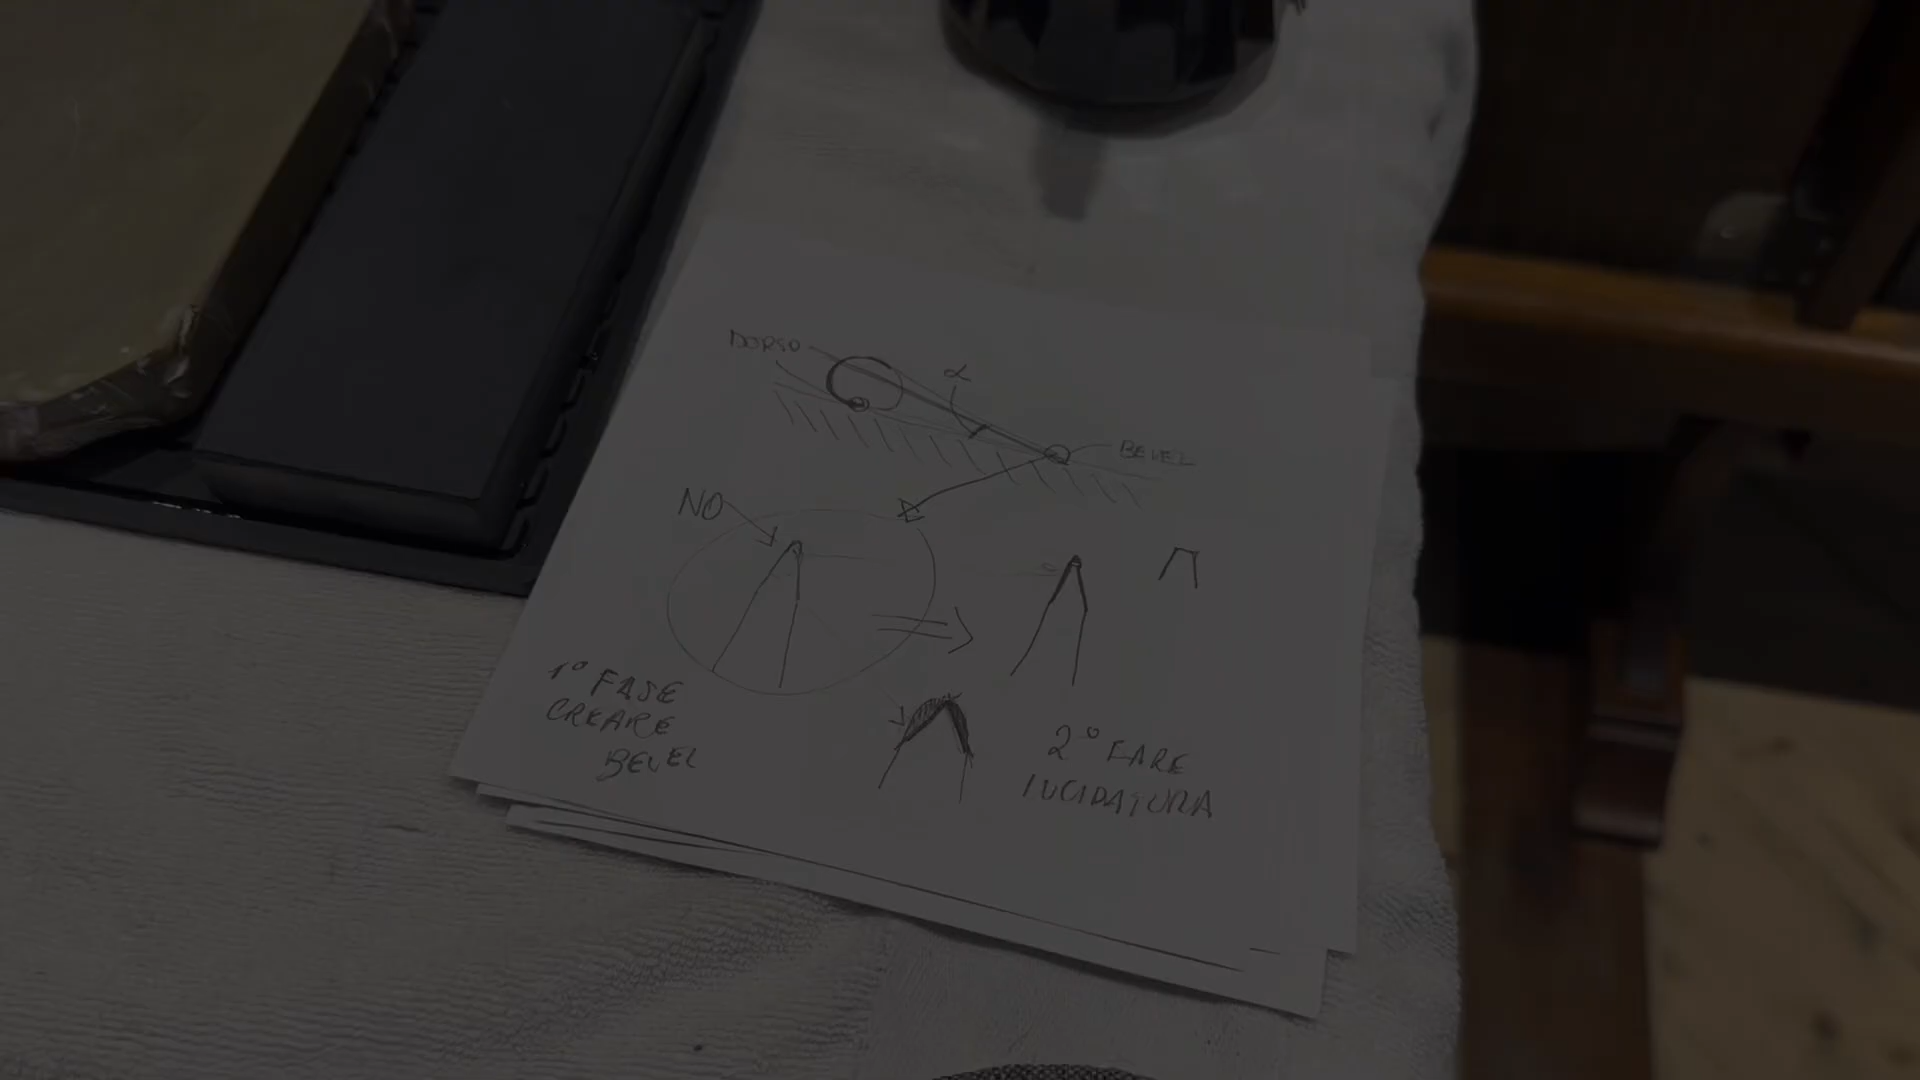 DORSO
α
BEVEL
NO
1° FASE
CREARE
BEVEL
2° FARE
LUCIDATURA